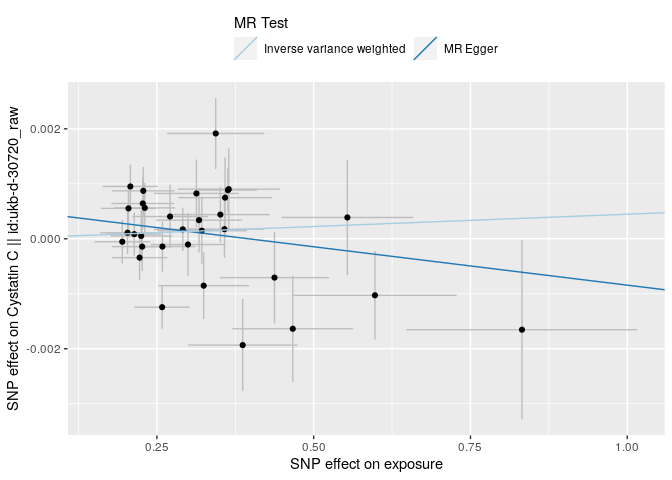 MR Test
Inverse variance weighted MR Egger
SNP effect on Cystatin C || id:ukb-d-30720_raw
0.002
0.000
-0.002
0.25 0.50 0.75 1.00
SNP effect on exposure